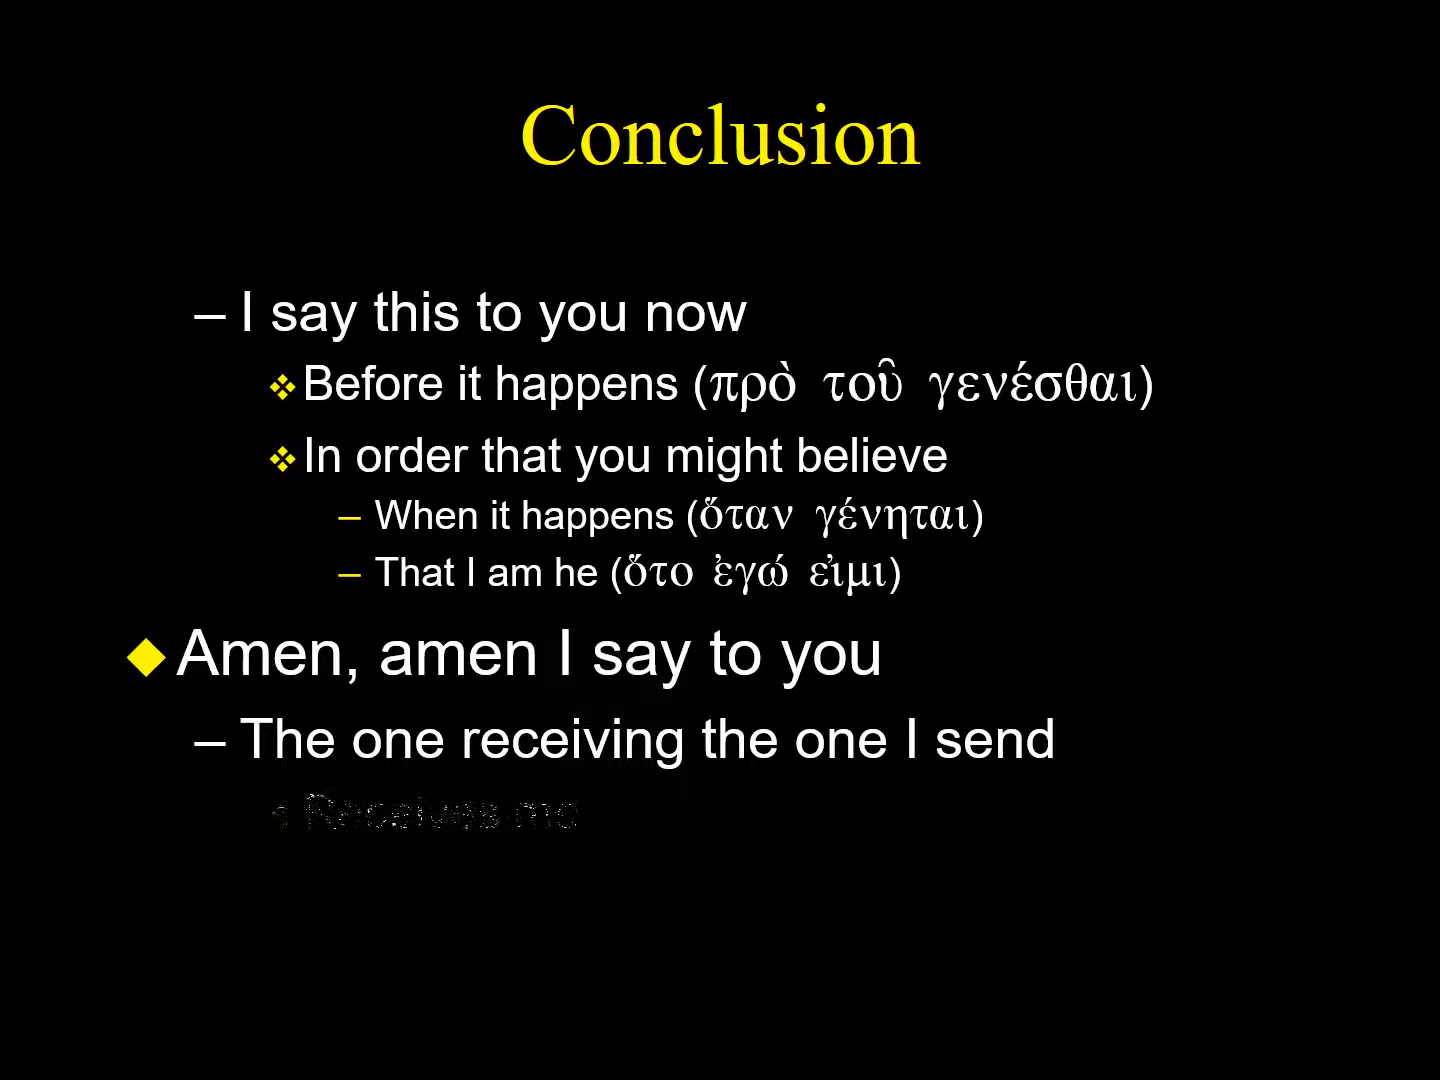 Conclusion
– I say this to you now
❖ Before it happens (πρὸ τοῦ γενέσθαι)
❖ In order that you might believe
– When it happens (ὅταν γένηται)
– That I am he (ὅτο ἐγώ εἰμι)
◆ Amen, amen I say to you
– The one receiving the one I send
Receives me